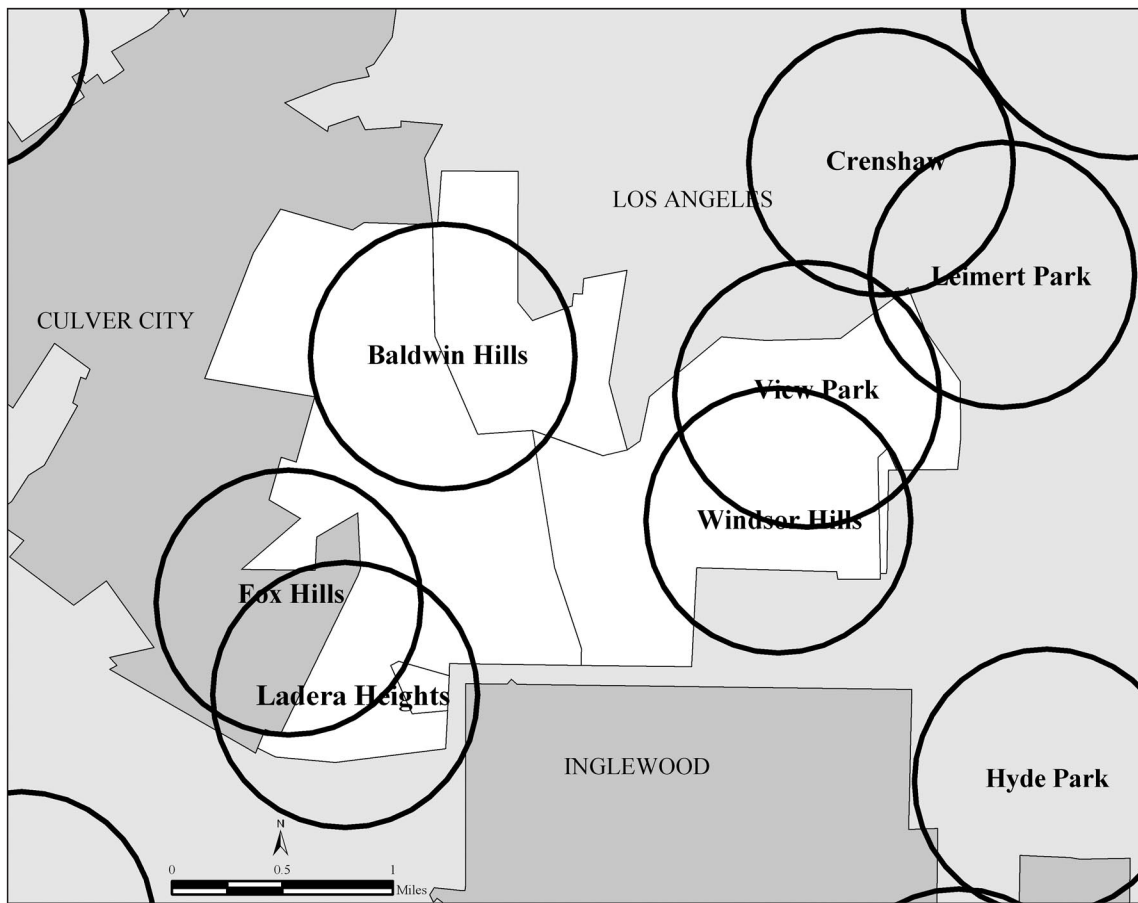 Crenshaw
LOS ANGELES
Leimert Park
CULVER CITY
Baldwin Hills
View Park
Windsor Hills
Fox Hills
Ladera Heights
INGLEWOOD
Hyde Park
N
0 0.5 1
Miles